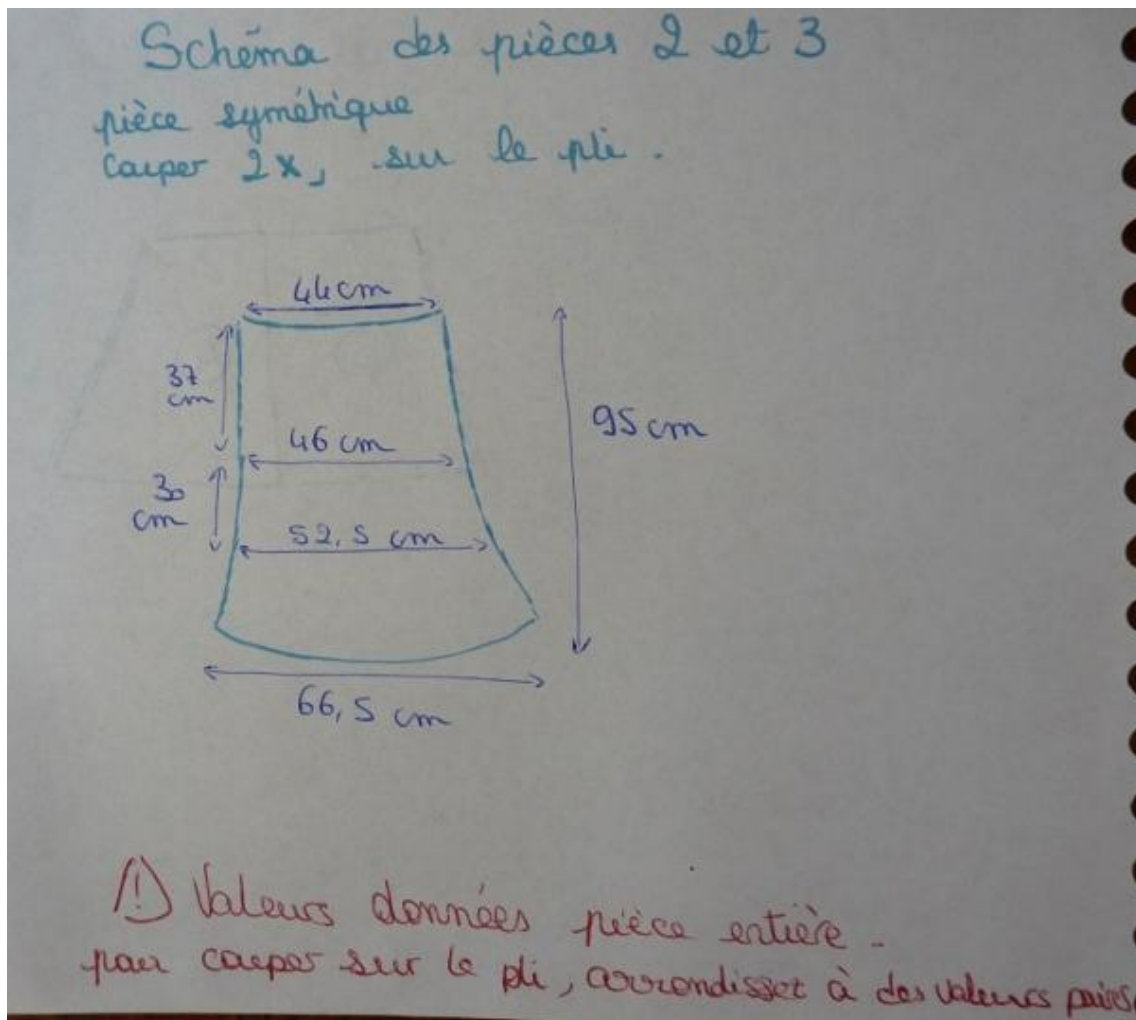 Schéma des pièces 2 et 3
pièce symétrique
Couper 2x, sur le pli.
44cm
37
cm
95 cm
46 cm
30
cm
52,5 cm
66,5 cm
(!) Valeurs données pièce entière.
pour couper sur le pli, arrondissez à des valeurs paires.